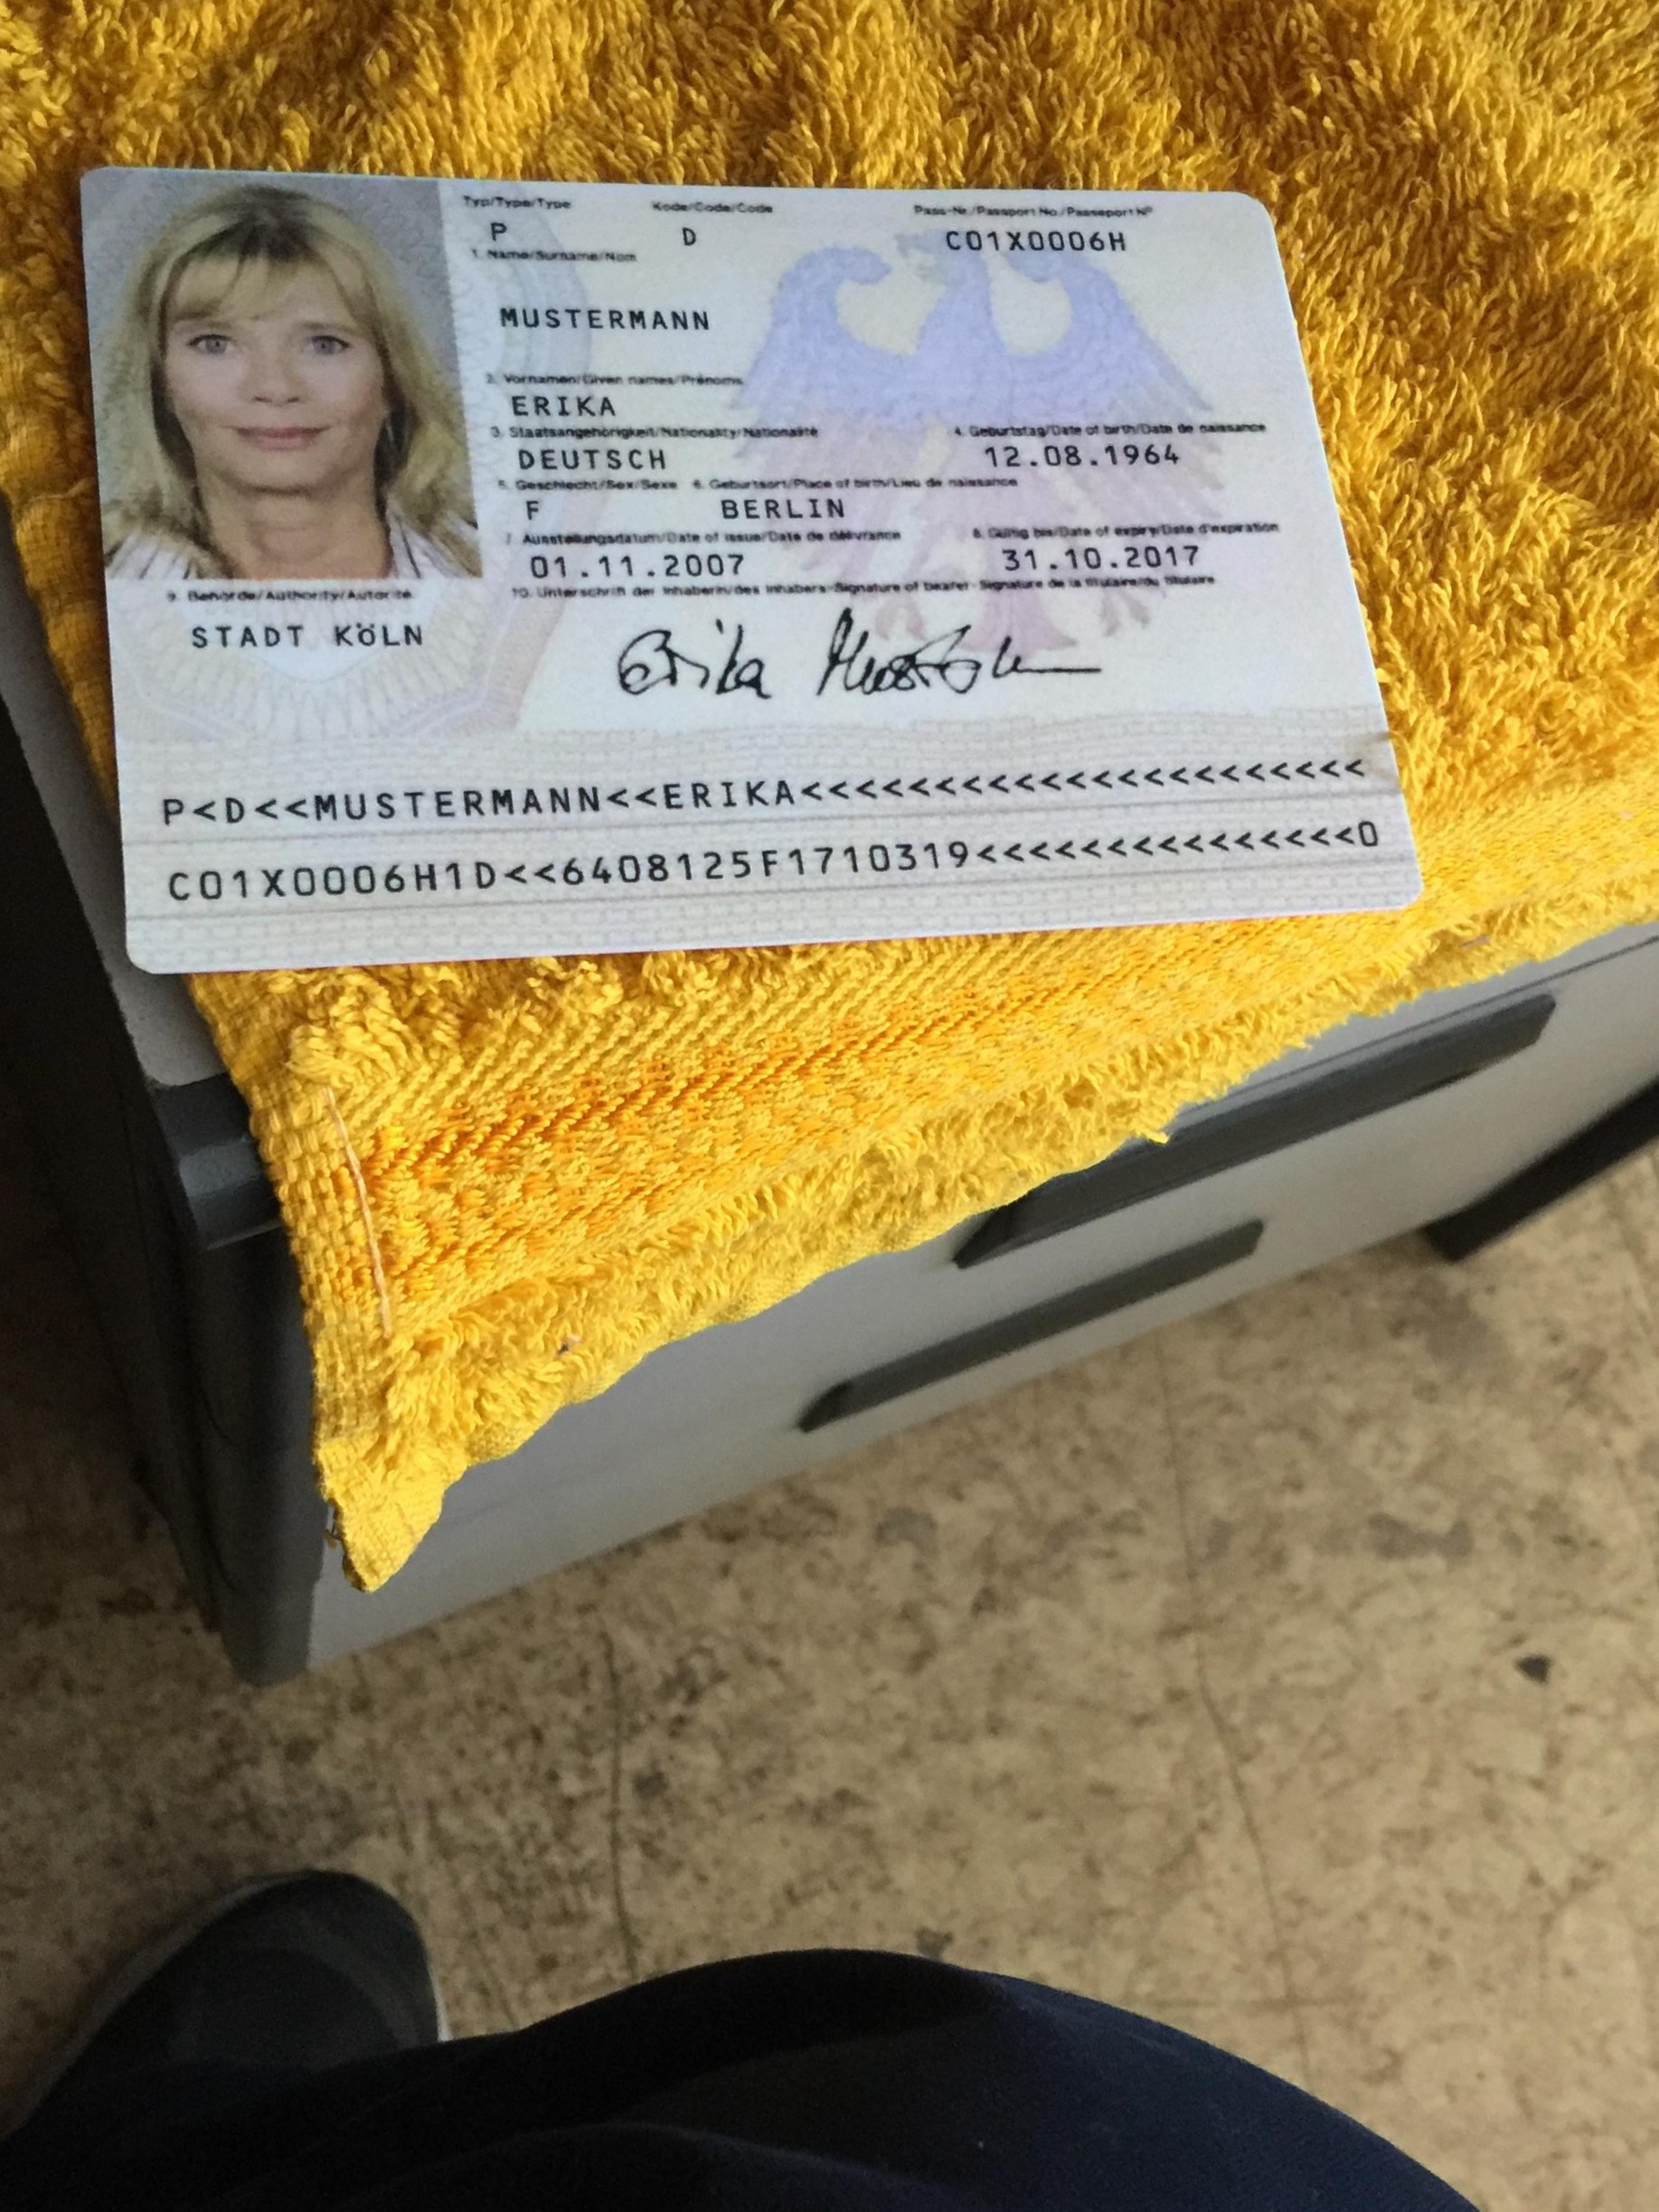 Typ/Type/Type Kode/Code/Code Pass-Nr./Passport No./Passeport N°
P D C01X0006H
1. Name/Surname/Nom
MUSTERMANN
2. Vornamen/Given names/Prénoms
ERIKA
3. Staatsangehörigkeit/Nationality/Nationalité 4. Geburtstag/Date of birth/Date de naissance
DEUTSCH 12.08.1964
5. Geschlecht/Sex/Sexe 6. Geburtsort/Place of birth/Lieu de naissance
F BERLIN
7. Ausstellungsdatum/Date of issue/Date de délivrance 8. Gültig bis/Date of expiry/Date d'expiration
01.11.2007 31.10.2017
9. Behörde/Authority/Autorité 10. Unterschrift der Inhaberin/des Inhabers-Signature of bearer-Signature de la titulaire/du titulaire
STADT KÖLN Erika Mustermann
P<D<<MUSTERMANN<<ERIKA<<<<<<<<<<<<<<<<<<<<<<
C01X0006H1D<<6408125F1710319<<<<<<<<<<<<<<<0